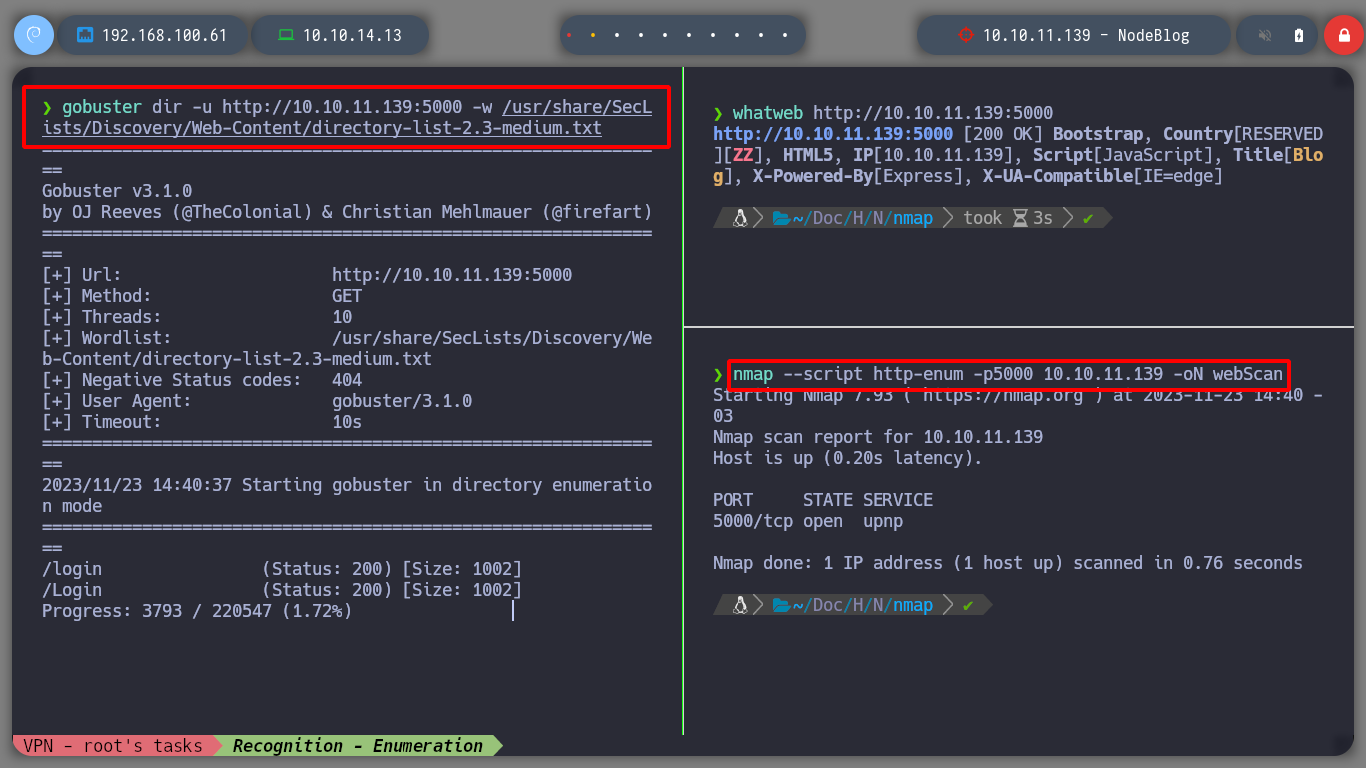 192.168.100.61
10.10.14.13
10.10.11.139 - NodeBlog
❯ gobuster dir -u http://10.10.11.139:5000 -w /usr/share/SecL
ists/Discovery/Web-Content/directory-list-2.3-medium.txt
=============================================================
==
Gobuster v3.1.0
by OJ Reeves (@TheColonial) & Christian Mehlmauer (@firefart)
=============================================================
==
[+] Url:                     http://10.10.11.139:5000
[+] Method:                  GET
[+] Threads:                 10
[+] Wordlist:                /usr/share/SecLists/Discovery/We
b-Content/directory-list-2.3-medium.txt
[+] Negative Status codes:   404
[+] User Agent:              gobuster/3.1.0
[+] Timeout:                 10s
=============================================================
==
2023/11/23 14:40:37 Starting gobuster in directory enumeratio
n mode
=============================================================
==
/login                (Status: 200) [Size: 1002]
/Login                (Status: 200) [Size: 1002]
Progress: 3793 / 220547 (1.72%)
❯ whatweb http://10.10.11.139:5000
http://10.10.11.139:5000 [200 OK] Bootstrap, Country[RESERVED
][ZZ], HTML5, IP[10.10.11.139], Script[JavaScript], Title[Blo
g], X-Powered-By[Express], X-UA-Compatible[IE=edge]
~/Doc/H/N/nmap took 3s ✔
❯ nmap --script http-enum -p5000 10.10.11.139 -oN webScan
Starting Nmap 7.93 ( https://nmap.org ) at 2023-11-23 14:40 -
03
Nmap scan report for 10.10.11.139
Host is up (0.20s latency).
PORT     STATE SERVICE
5000/tcp open  upnp
Nmap done: 1 IP address (1 host up) scanned in 0.76 seconds
~/Doc/H/N/nmap ✔
VPN - root's tasks Recognition - Enumeration